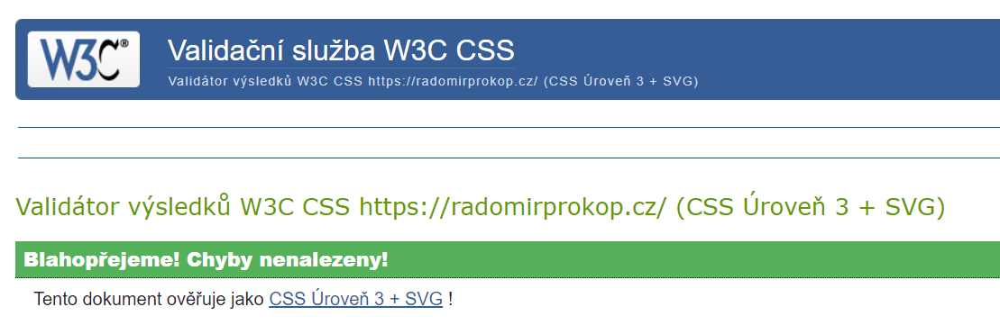 W3C®
Validační služba W3C CSS
Validátor výsledků W3C CSS https://radomirprokop.cz/ (CSS Úroveň 3 + SVG)
Validátor výsledků W3C CSS https://radomirprokop.cz/ (CSS Úroveň 3 + SVG)
Blahopřejeme! Chyby nenalezeny!
Tento dokument ověřuje jako CSS Úroveň 3 + SVG !